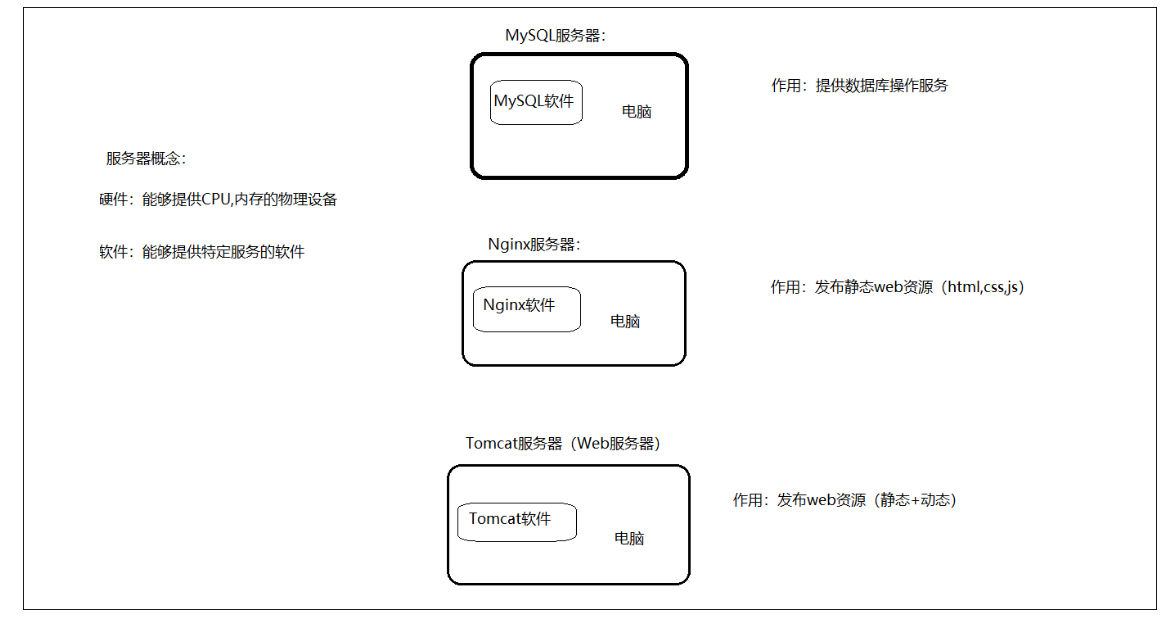 服务器概念：
硬件：能够提供CPU,内存的物理设备
软件：能够提供特定服务的软件
MySQL服务器：
MySQL软件
电脑
作用：提供数据库操作服务
Nginx服务器：
Nginx软件
电脑
作用：发布静态web资源（html,css,js）
Tomcat服务器（Web服务器）
Tomcat软件
电脑
作用：发布web资源（静态+动态）